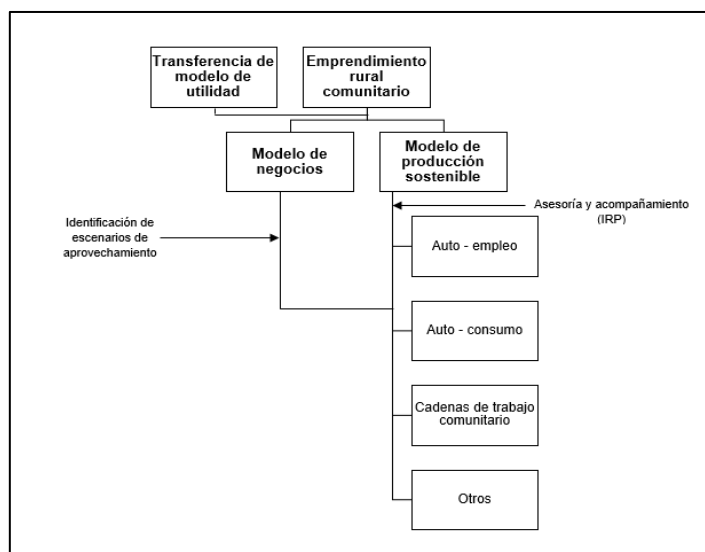 Transferencia de
modelo de
utilidad
Emprendimiento
rural
comunitario
Modelo de
negocios
Modelo de
producción
sostenible
Identificación de
escenarios de
aprovechamiento
Asesoría y acompañamiento
(IRP)
Auto - empleo
Auto - consumo
Cadenas de trabajo
comunitario
Otros